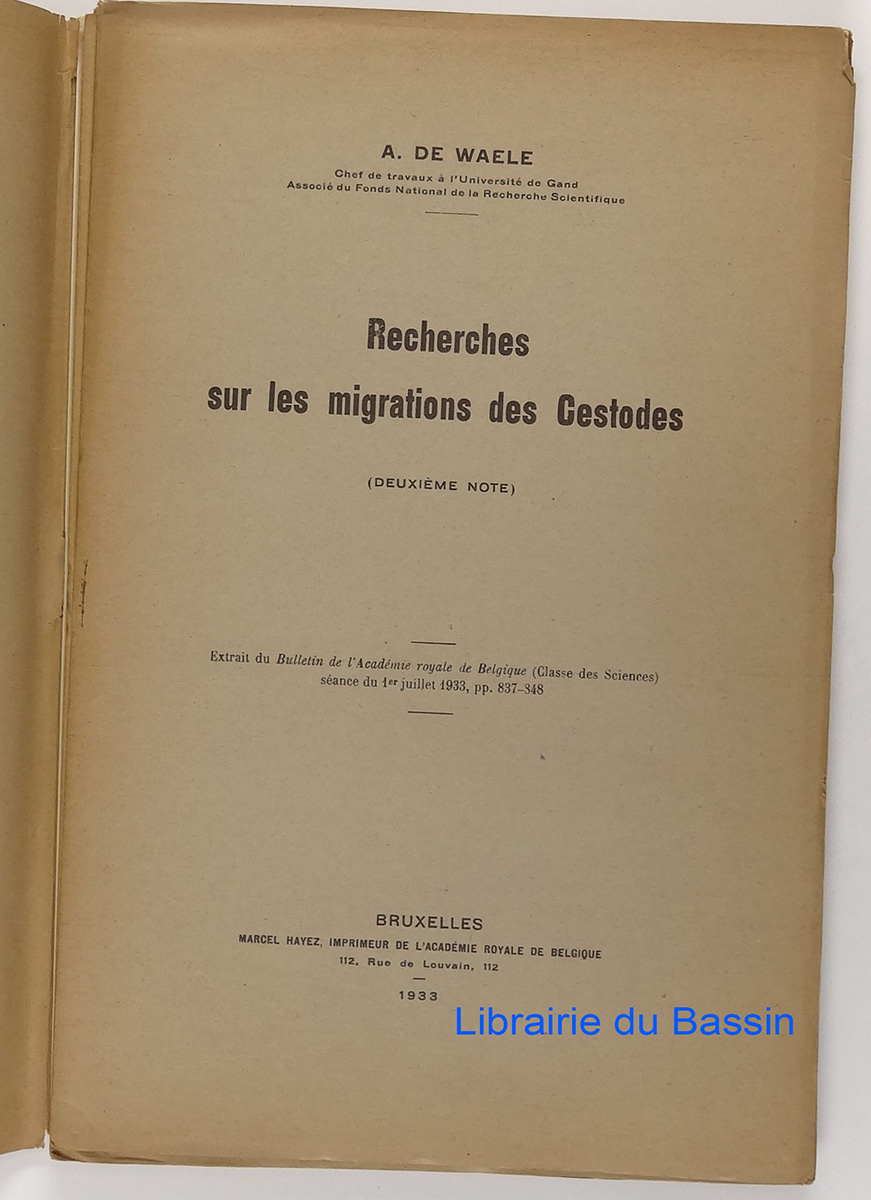 A. DE WAELE
Chef de travaux à l'Université de Gand
Associé du Fonds National de la Recherche Scientifique
Recherches
sur les migrations des Cestodes
(DEUXIÈME NOTE)
Extrait du Bulletin de l'Académie royale de Belgique (Classe des Sciences)
séance du 1er juillet 1933, pp. 837-848
BRUXELLES
MARCEL HAYEZ, IMPRIMEUR DE L'ACADÉMIE ROYALE DE BELGIQUE
112, Rue de Louvain, 112
1933
Librairie du Bassin